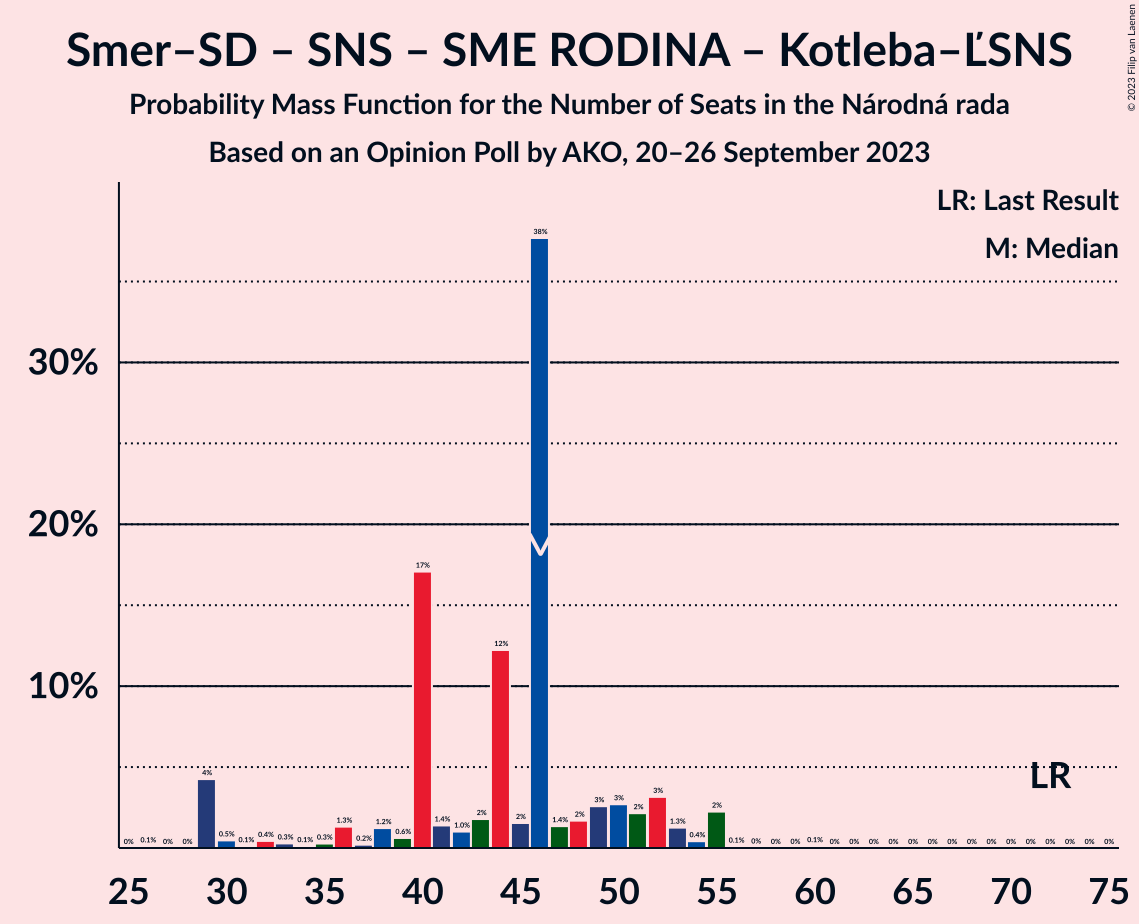 Smer–SD – SNS – SME RODINA – Kotleba–ĽSNS
Probability Mass Function for the Number of Seats in the Národná rada
Based on an Opinion Poll by AKO, 20–26 September 2023
© 2023 Filip van Laenen
LR: Last Result
M: Median
38%
30%
20%
17%
12%
10%
LR
4%
3% 3% 2% 3% 2%
0% 0.1% 0% 0% 0.5% 0.1% 0.4% 0.3% 0.1% 0.3% 1.3% 0.2% 1.2% 0.6% 1.4% 1.0% 2% 2% 1.4% 2% 1.3% 0.4% 0.1% 0% 0% 0% 0.1% 0% 0% 0% 0% 0% 0% 0% 0% 0% 0% 0% 0% 0% 0% 0%
25 30 35 40 45 50 55 60 65 70 75